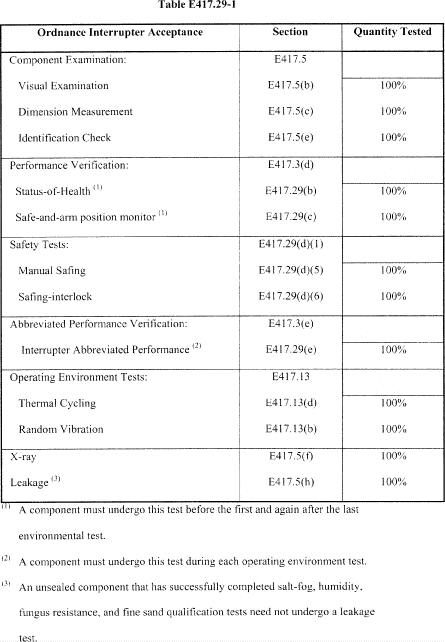 Table E417.29-1
Ordnance Interrupter Acceptance Section Quantity Tested
Component Examination: E417.5
Visual Examination E417.5(b) 100%
Dimension Measurement E417.5(c) 100%
Identification Check E417.5(e) 100%
Performance Verification: E417.3(d)
Status-of-Health (1) E417.29(b) 100%
Safe-and-arm position monitor (1) E417.29(c) 100%
Safety Tests: E417.29(d)(1)
Manual Safing E417.29(d)(5) 100%
Safing-interlock E417.29(d)(6) 100%
Abbreviated Performance Verification: E417.3(e)
Interrupter Abbreviated Performance (2) E417.29(e) 100%
Operating Environment Tests: E417.13
Thermal Cycling E417.13(d) 100%
Random Vibration E417.13(b) 100%
X-ray E417.5(f) 100%
Leakage (3) E417.5(h) 100%
(1) A component must undergo this test before the first and again after the last
environmental test.
(2) A component must undergo this test during each operating environment test.
(3) An unsealed component that has successfully completed salt-fog, humidity,
fungus resistance, and fine sand qualification tests need not undergo a leakage
test.